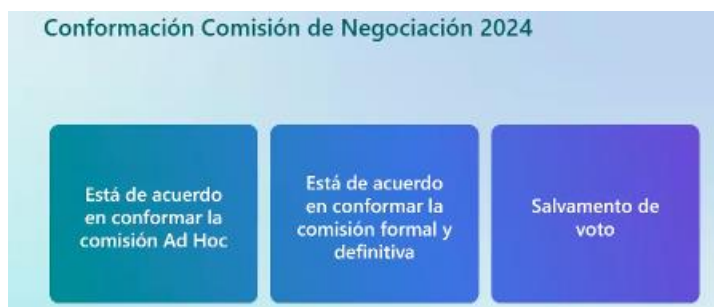 Conformación Comisión de Negociación 2024
Está de acuerdo
en conformar la
comisión Ad Hoc
Está de acuerdo
en conformar la
comisión formal y
definitiva
Salvamento de
voto